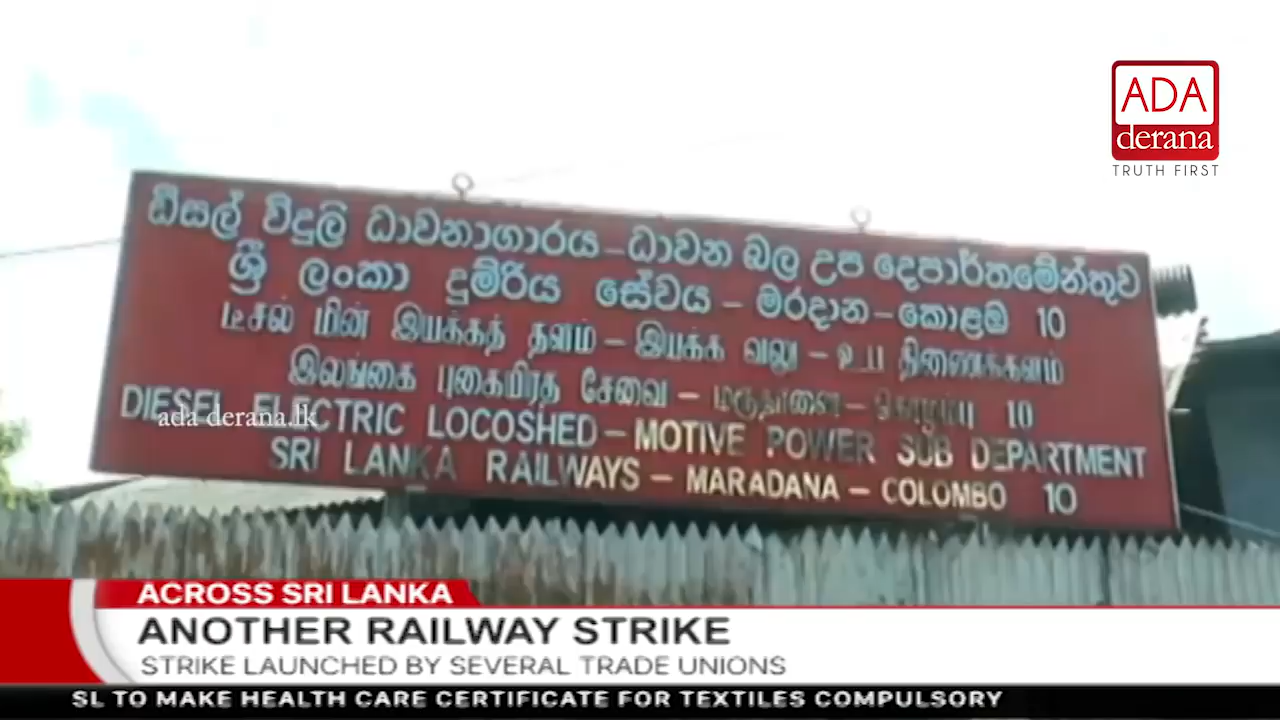 ADA
derana
TRUTH FIRST
ඩීසල් විදුලි ධාවනාගාරය - ධාවන බල උප දෙපාර්තමේන්තුව
ශ්‍රී ලංකා දුම්රිය සේවය - මරදාන - කොළඹ 10
டீசல் மின் இயக்கத் தளம் - இயக்க வலு - உப திணைக்களம்
இலங்கை புகையிரத சேவை - மருதானை - கொழும்பு 10
DIESEL ELECTRIC LOCOSHED - MOTIVE POWER SUB DEPARTMENT
ada derana.lk
SRI LANKA RAILWAYS - MARADANA - COLOMBO 10
ACROSS SRI LANKA
ANOTHER RAILWAY STRIKE
STRIKE LAUNCHED BY SEVERAL TRADE UNIONS
SL TO MAKE HEALTH CARE CERTIFICATE FOR TEXTILES COMPULSORY